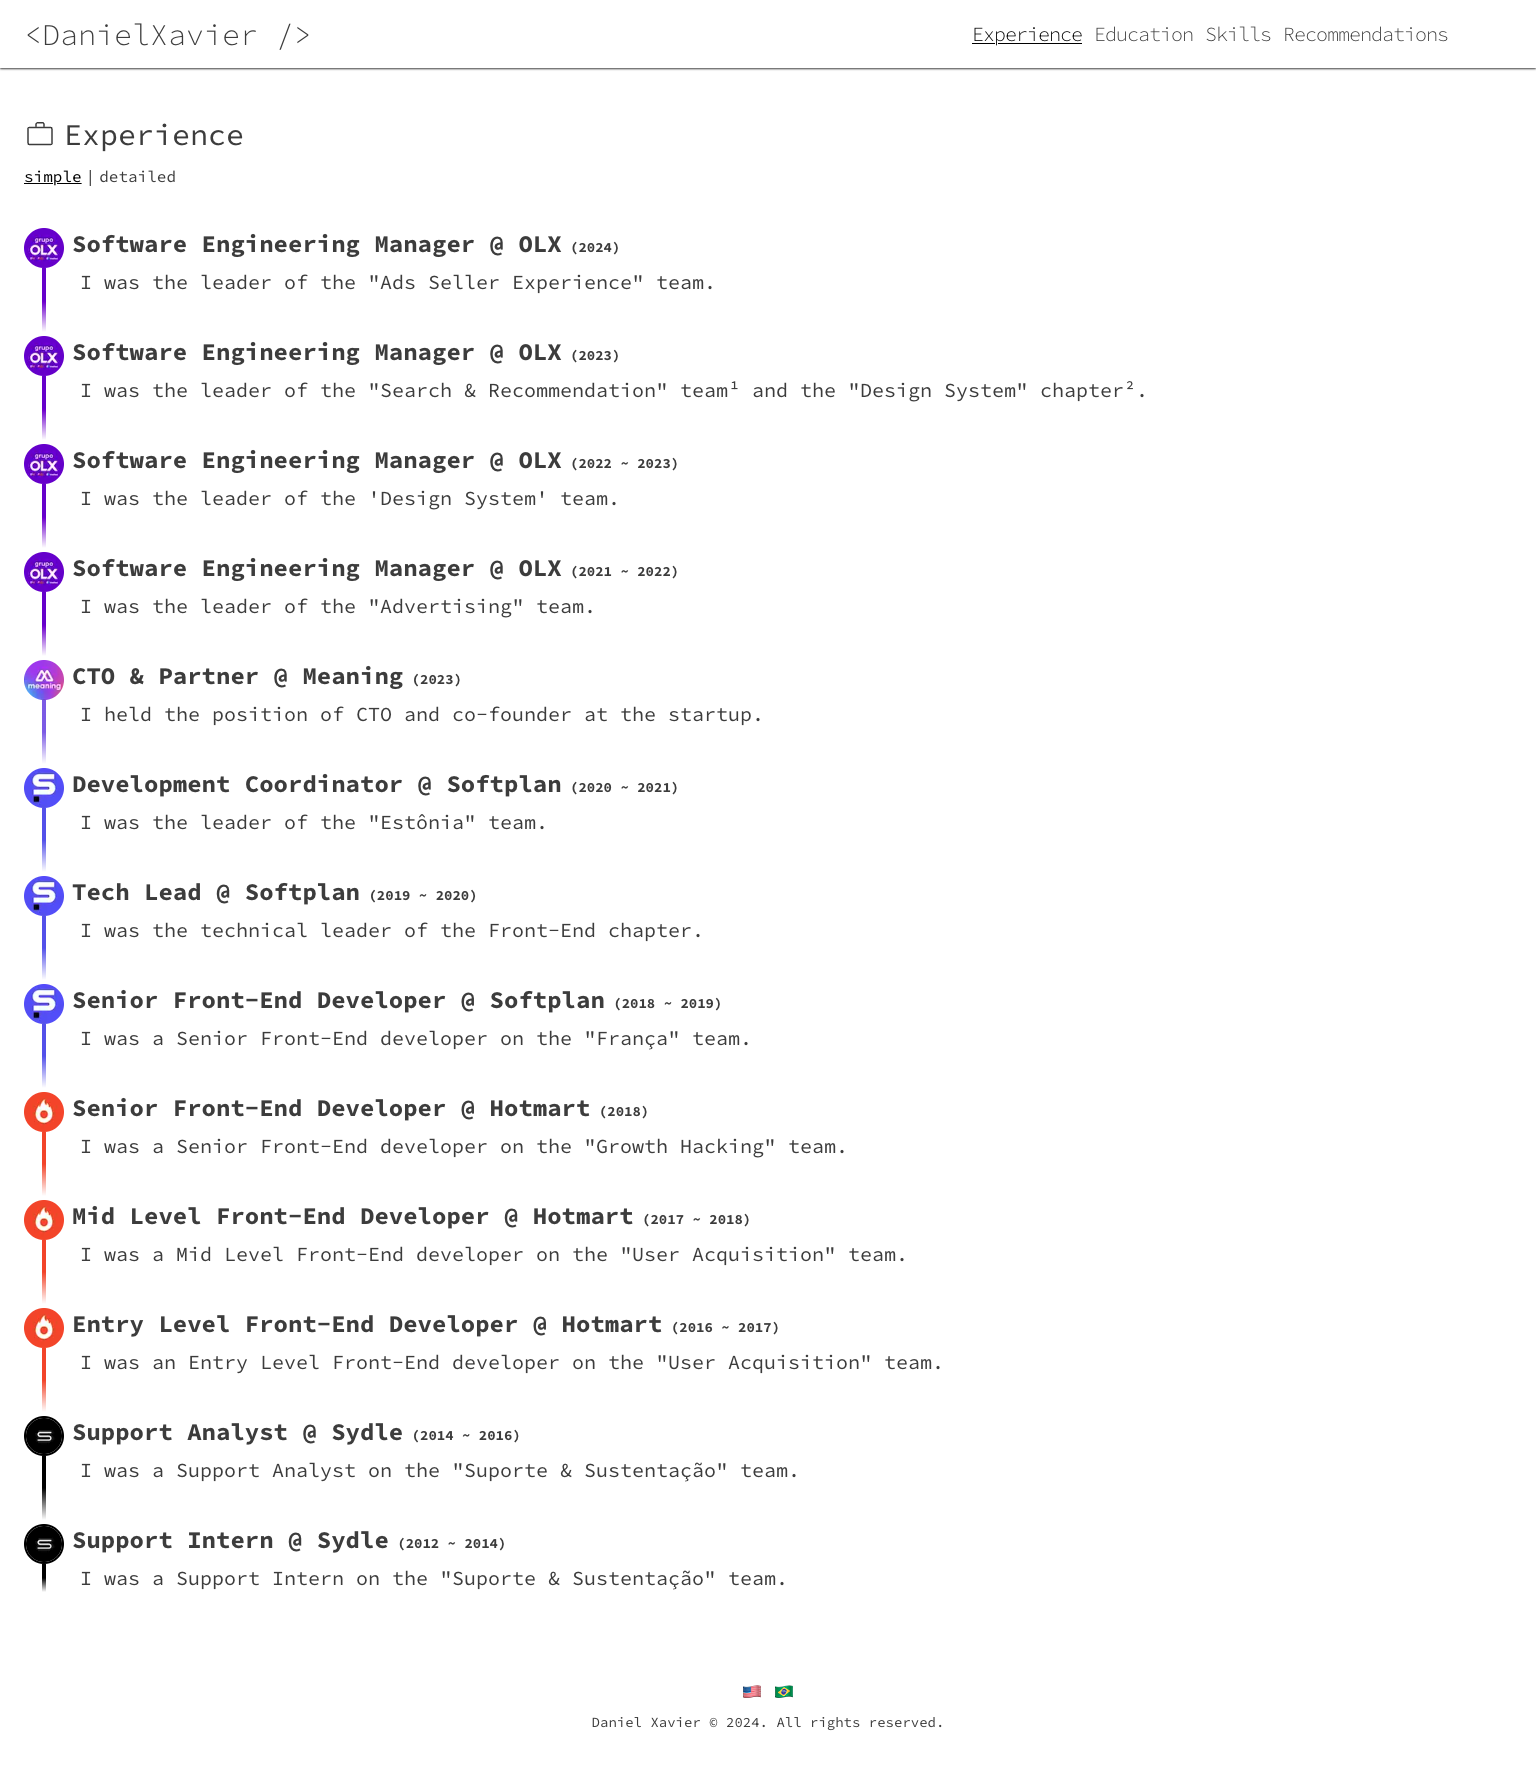 <DanielXavier />
Experience Education Skills Recommendations
Experience
simple | detailed
grupo OLX
Software Engineering Manager @ OLX (2024)
I was the leader of the "Ads Seller Experience" team.
grupo OLX
Software Engineering Manager @ OLX (2023)
I was the leader of the "Search & Recommendation" team¹ and the "Design System" chapter².
grupo OLX
Software Engineering Manager @ OLX (2022 ~ 2023)
I was the leader of the 'Design System' team.
grupo OLX
Software Engineering Manager @ OLX (2021 ~ 2022)
I was the leader of the "Advertising" team.
meaning
CTO & Partner @ Meaning (2023)
I held the position of CTO and co-founder at the startup.
Development Coordinator @ Softplan (2020 ~ 2021)
I was the leader of the "Estônia" team.
Tech Lead @ Softplan (2019 ~ 2020)
I was the technical leader of the Front-End chapter.
Senior Front-End Developer @ Softplan (2018 ~ 2019)
I was a Senior Front-End developer on the "França" team.
Senior Front-End Developer @ Hotmart (2018)
I was a Senior Front-End developer on the "Growth Hacking" team.
Mid Level Front-End Developer @ Hotmart (2017 ~ 2018)
I was a Mid Level Front-End developer on the "User Acquisition" team.
Entry Level Front-End Developer @ Hotmart (2016 ~ 2017)
I was an Entry Level Front-End developer on the "User Acquisition" team.
Support Analyst @ Sydle (2014 ~ 2016)
I was a Support Analyst on the "Suporte & Sustentação" team.
Support Intern @ Sydle (2012 ~ 2014)
I was a Support Intern on the "Suporte & Sustentação" team.
Daniel Xavier © 2024. All rights reserved.